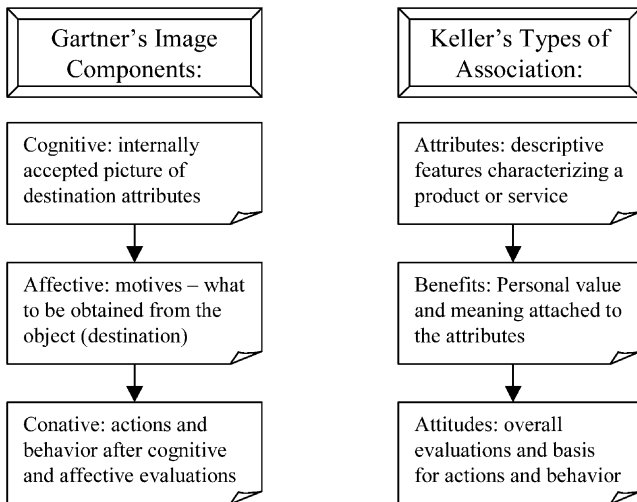 Gartner's Image
Components:
Cognitive: internally
accepted picture of
destination attributes
Affective: motives – what
to be obtained from the
object (destination)
Conative: actions and
behavior after cognitive
and affective evaluations
Keller's Types of
Association:
Attributes: descriptive
features characterizing a
product or service
Benefits: Personal value
and meaning attached to
the attributes
Attitudes: overall
evaluations and basis
for actions and behavior